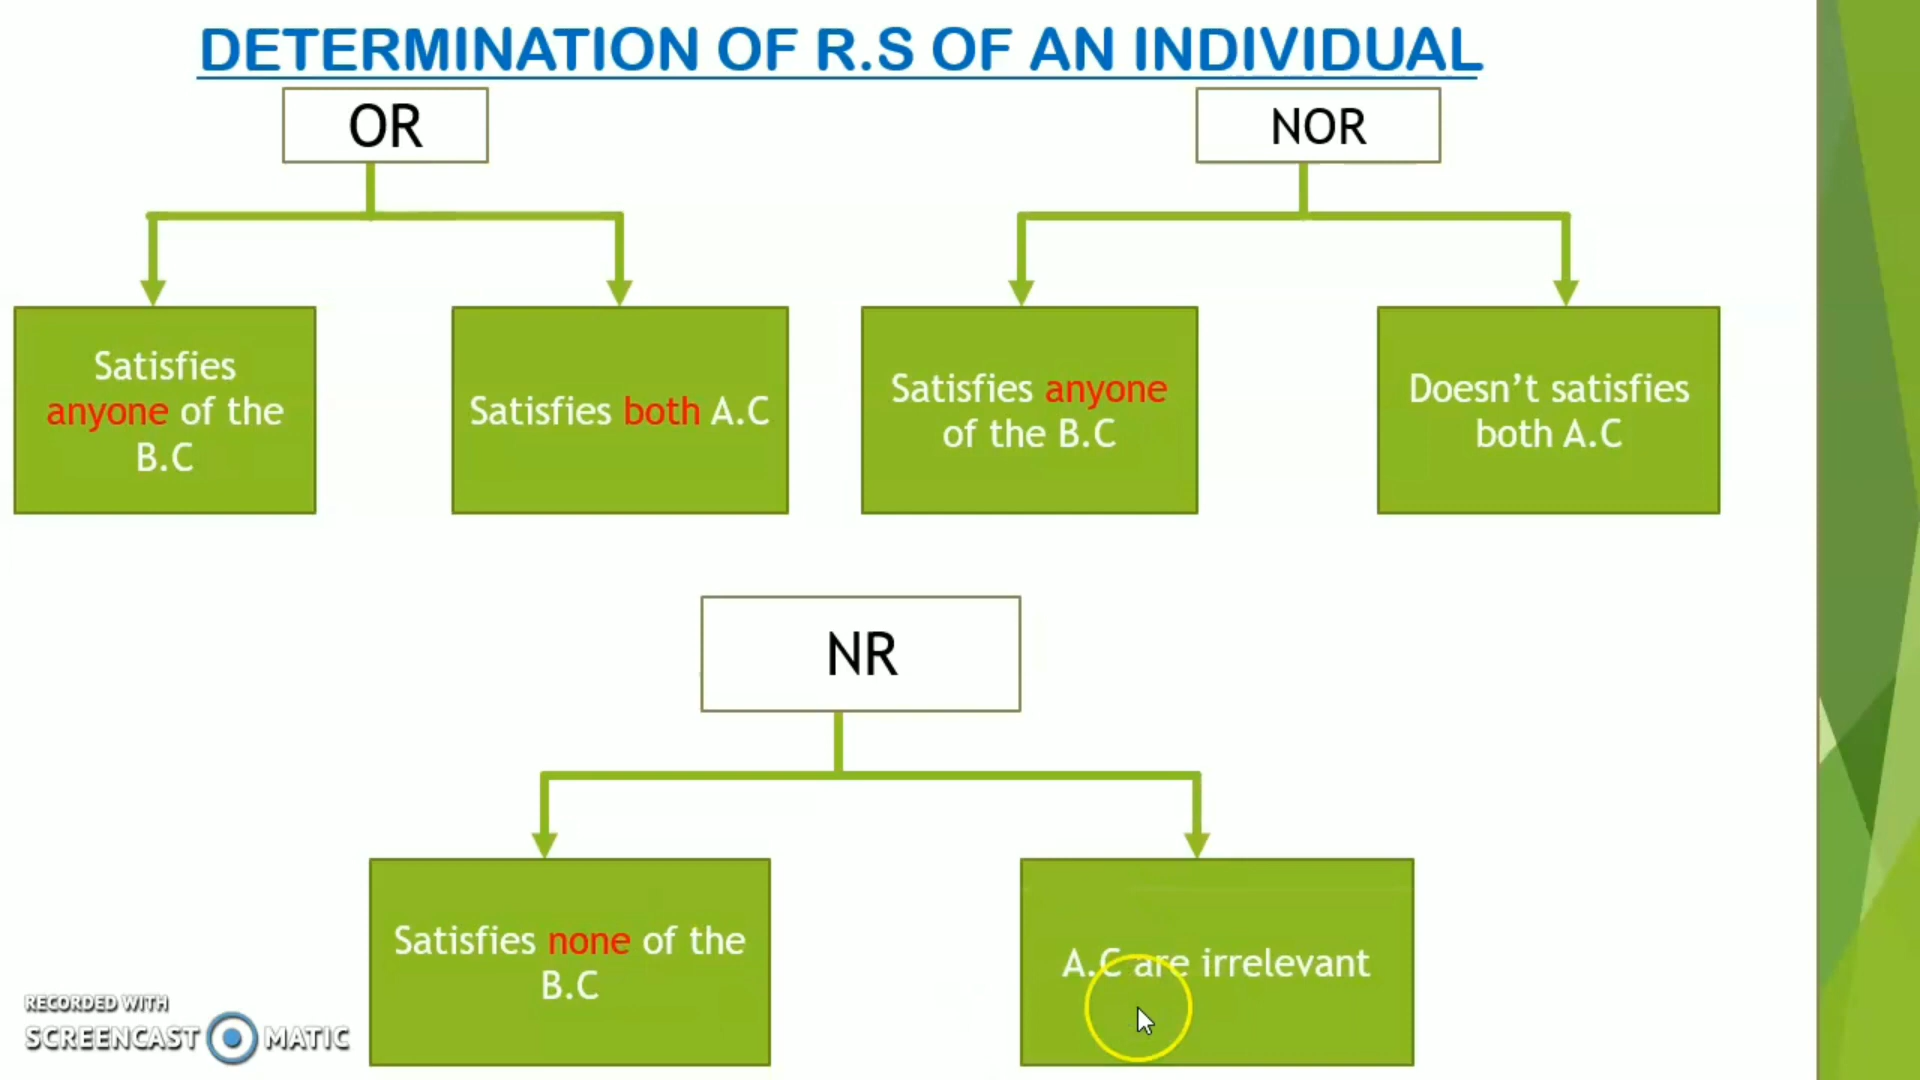 DETERMINATION OF R.S OF AN INDIVIDUAL
OR
NOR
Satisfies
anyone of the
B.C
Satisfies both A.C
Satisfies anyone
of the B.C
Doesn't satisfies
both A.C
NR
Satisfies none of the
B.C
A.C are irrelevant
RECORDED WITH
SCREENCAST MATIC